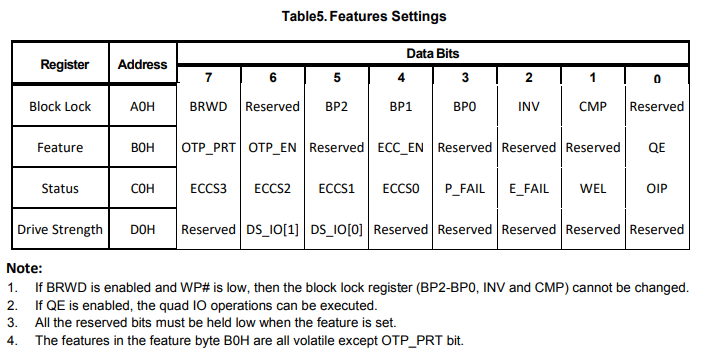 Table5. Features Settings
Register Address Data Bits
7 6 5 4 3 2 1 0
Block Lock A0H BRWD Reserved BP2 BP1 BP0 INV CMP Reserved
Feature B0H OTP_PRT OTP_EN Reserved ECC_EN Reserved Reserved Reserved QE
Status C0H ECCS3 ECCS2 ECCS1 ECCS0 P_FAIL E_FAIL WEL OIP
Drive Strength D0H Reserved DS_IO[1] DS_IO[0] Reserved Reserved Reserved Reserved Reserved
Note:
1. If BRWD is enabled and WP# is low, then the block lock register (BP2-BP0, INV and CMP) cannot be changed.
2. If QE is enabled, the quad IO operations can be executed.
3. All the reserved bits must be held low when the feature is set.
4. The features in the feature byte B0H are all volatile except OTP_PRT bit.